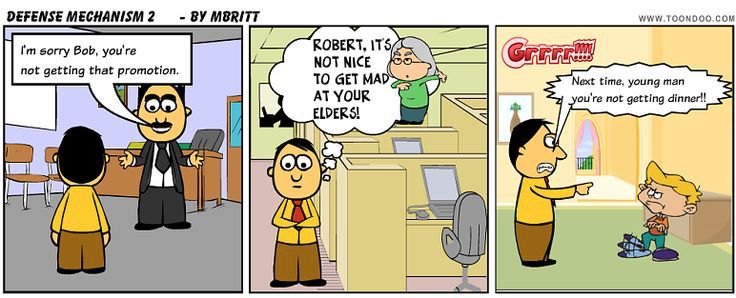 DEFENSE MECHANISM 2 - BY MBRITT
WWW.TOONDOO.COM
I'm sorry Bob, you're
not getting that promotion.
ROBERT, IT'S
NOT NICE
TO GET MAD
AT YOUR
ELDERS!
Grrrr!!!!
Next time, young man
you're not getting dinner!!